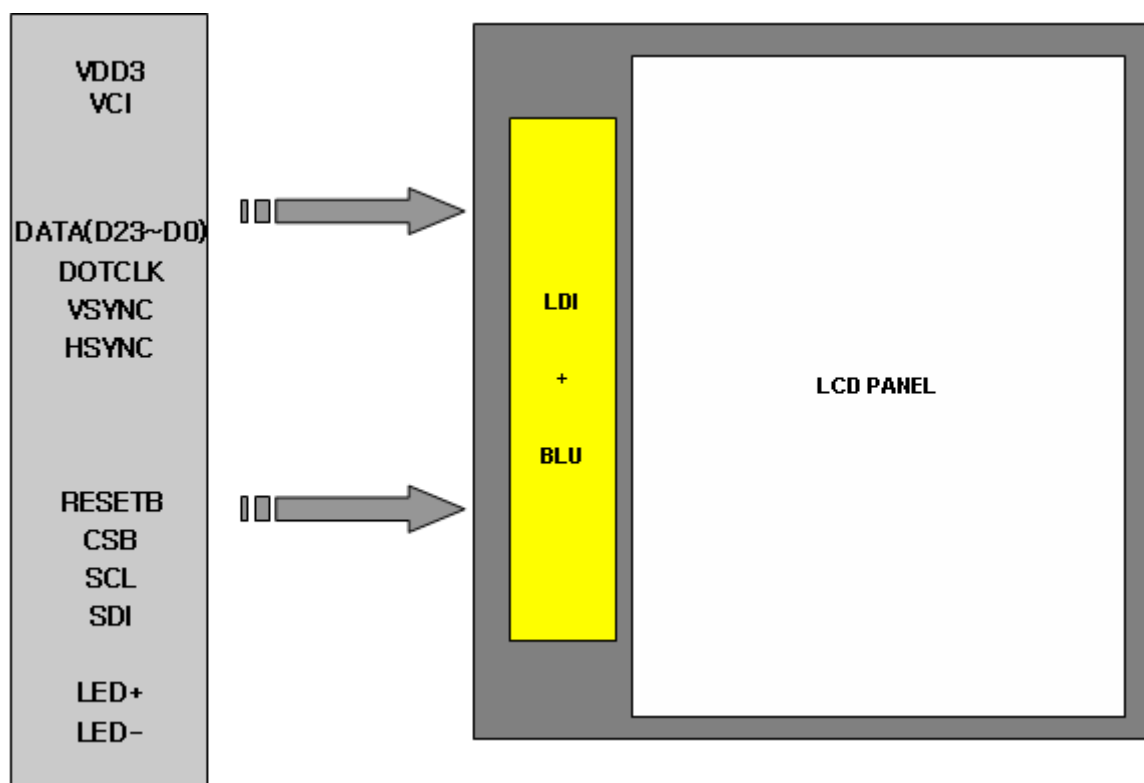 VDD3
VCI
DATA(D23~D0)
DOTCLK
VSYNC
HSYNC
RESETB
CSB
SCL
SDI
LED+
LED-
LDI
+
BLU
LCD PANEL